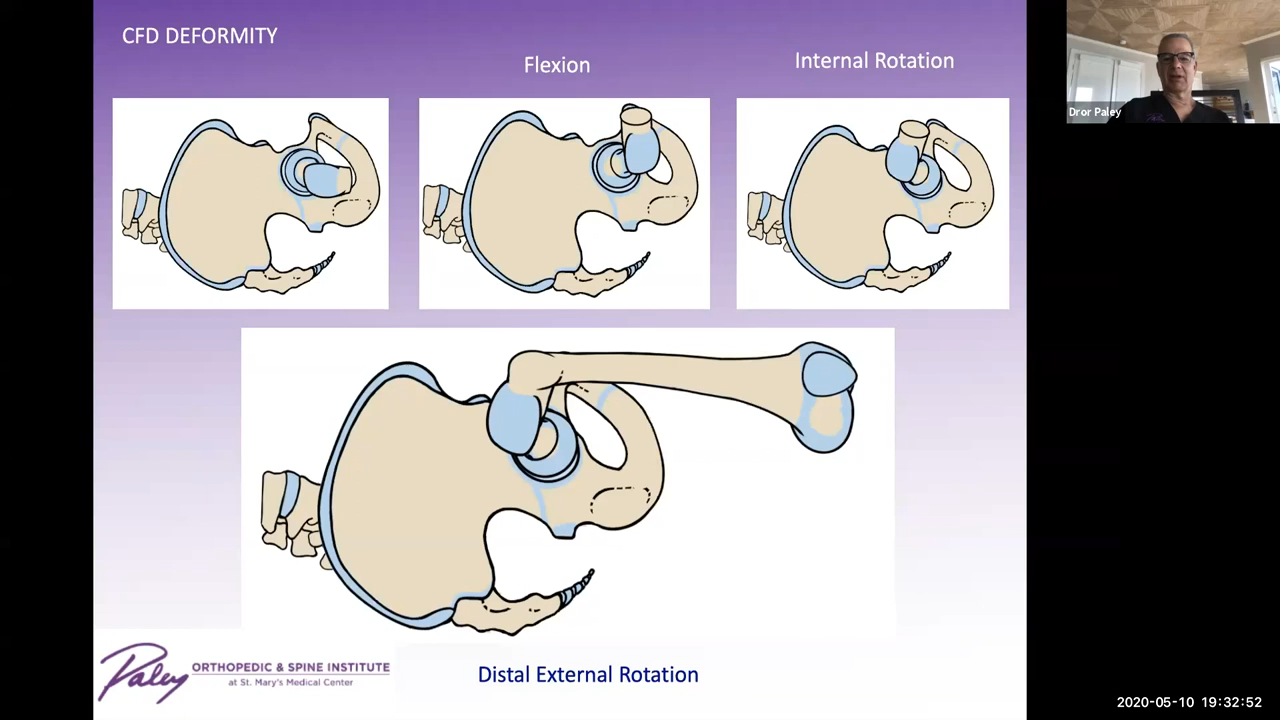 CFD DEFORMITY
Flexion
Internal Rotation
Dror Paley
Paley
ORTHOPEDIC & SPINE INSTITUTE
at St. Mary's Medical Center
Distal External Rotation
2020-05-10 19:32:52